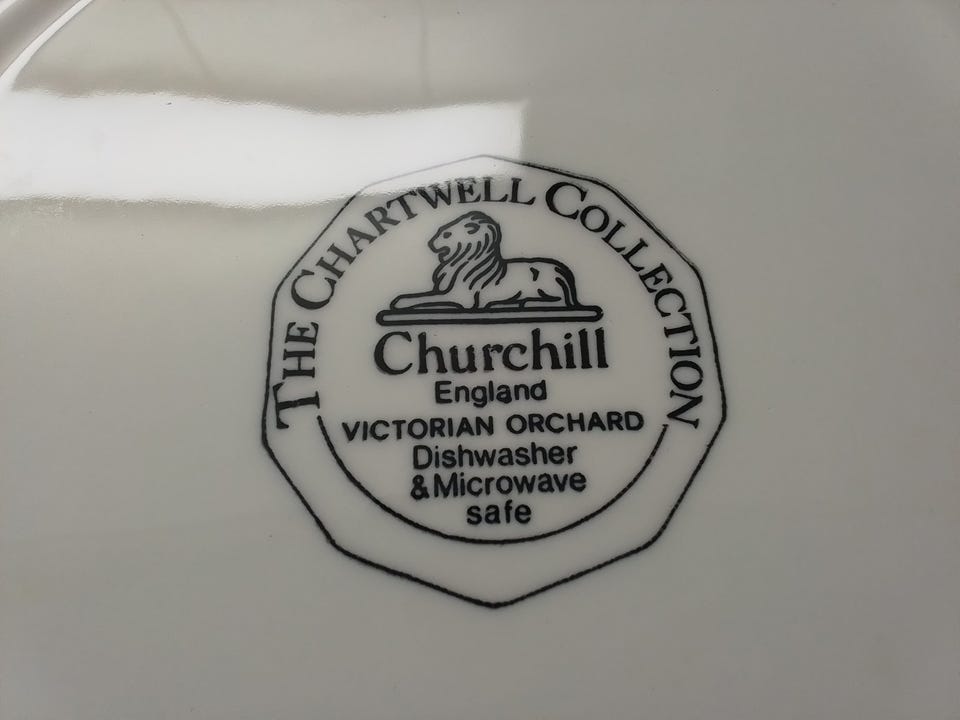 THE CHARTWELL COLLECTION
Churchill
England
VICTORIAN ORCHARD
Dishwasher
&Microwave
safe